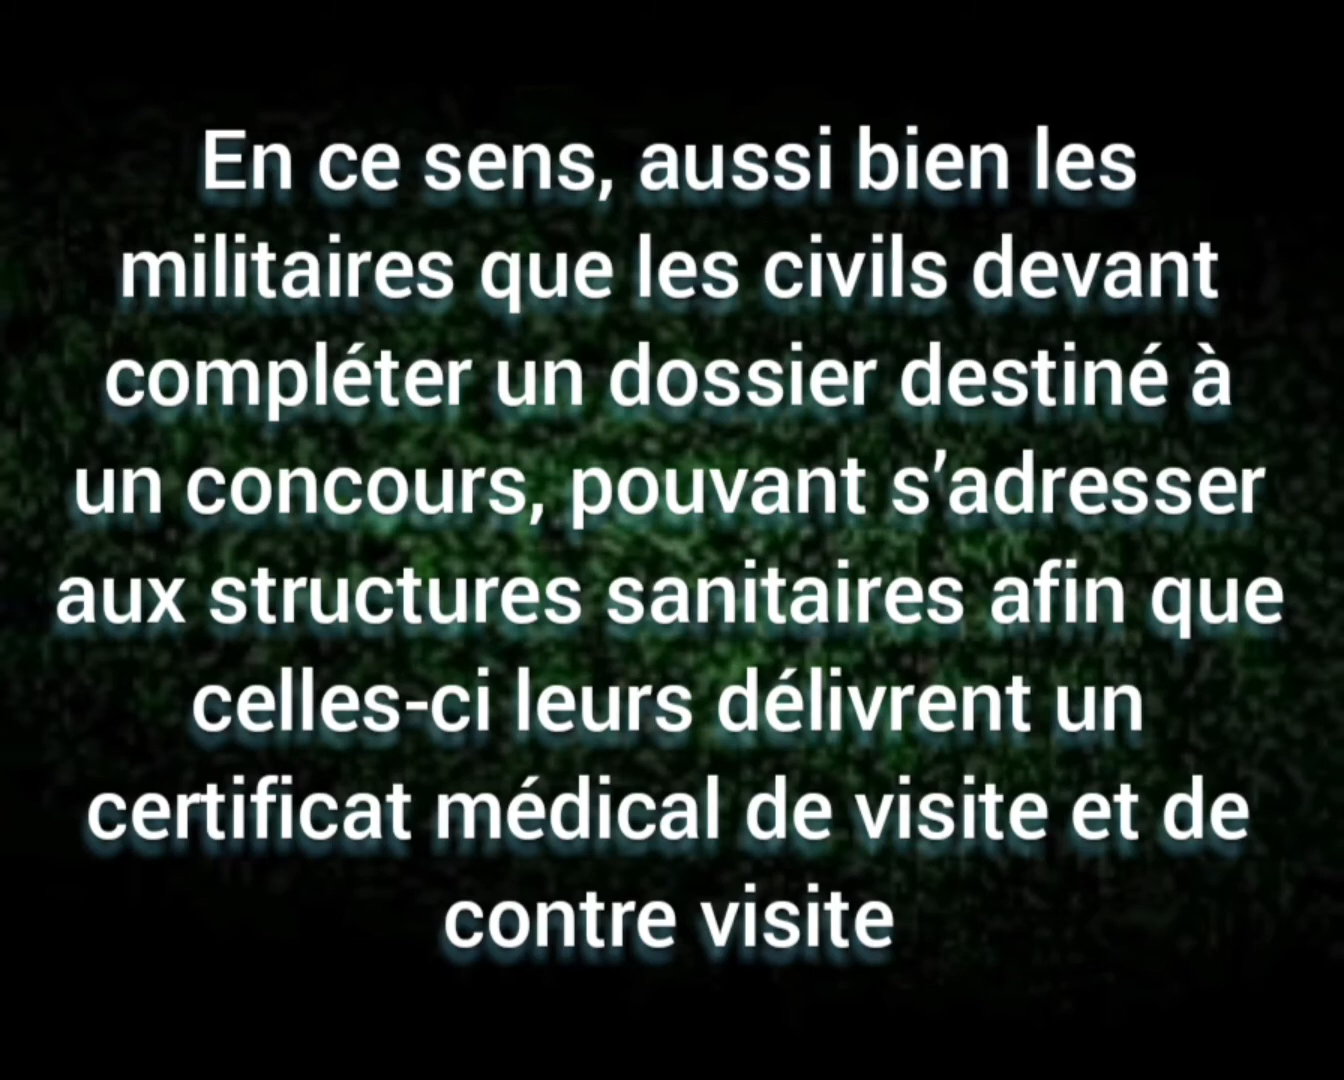 En ce sens, aussi bien les
militaires que les civils devant
compléter un dossier destiné à
un concours, pouvant s’adresser
aux structures sanitaires afin que
celles-ci leurs délivrent un
certificat médical de visite et de
contre visite